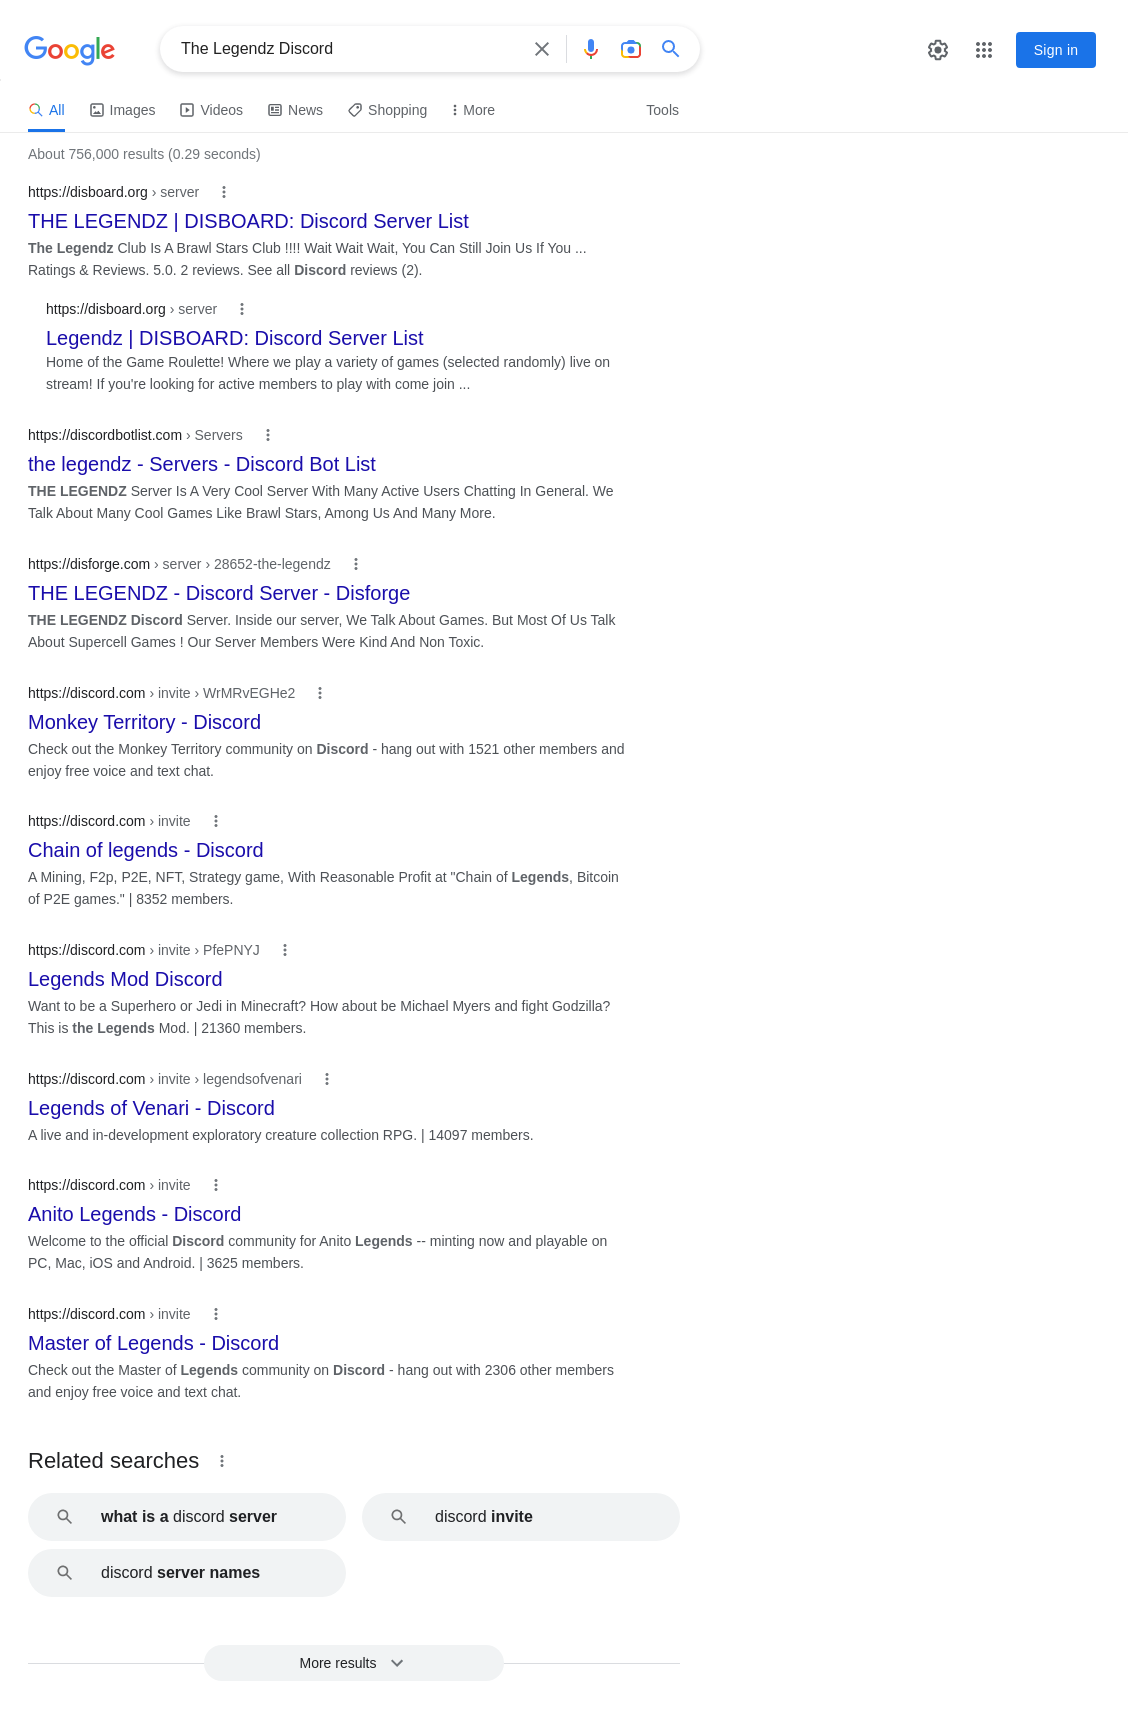 Google
The Legendz Discord
Sign in
All
Images
Videos
News
Shopping
More
Tools
About 756,000 results (0.29 seconds)
https://disboard.org › server
THE LEGENDZ | DISBOARD: Discord Server List
The Legendz Club Is A Brawl Stars Club !!!! Wait Wait Wait, You Can Still Join Us If You ...
Ratings & Reviews. 5.0. 2 reviews. See all Discord reviews (2).
https://disboard.org › server
Legendz | DISBOARD: Discord Server List
Home of the Game Roulette! Where we play a variety of games (selected randomly) live on
stream! If you're looking for active members to play with come join ...
https://discordbotlist.com › Servers
the legendz - Servers - Discord Bot List
THE LEGENDZ Server Is A Very Cool Server With Many Active Users Chatting In General. We
Talk About Many Cool Games Like Brawl Stars, Among Us And Many More.
https://disforge.com › server › 28652-the-legendz
THE LEGENDZ - Discord Server - Disforge
THE LEGENDZ Discord Server. Inside our server, We Talk About Games. But Most Of Us Talk
About Supercell Games ! Our Server Members Were Kind And Non Toxic.
https://discord.com › invite › WrMRvEGHe2
Monkey Territory - Discord
Check out the Monkey Territory community on Discord - hang out with 1521 other members and
enjoy free voice and text chat.
https://discord.com › invite
Chain of legends - Discord
A Mining, F2p, P2E, NFT, Strategy game, With Reasonable Profit at "Chain of Legends, Bitcoin
of P2E games." | 8352 members.
https://discord.com › invite › PfePNYJ
Legends Mod Discord
Want to be a Superhero or Jedi in Minecraft? How about be Michael Myers and fight Godzilla?
This is the Legends Mod. | 21360 members.
https://discord.com › invite › legendsofvenari
Legends of Venari - Discord
A live and in-development exploratory creature collection RPG. | 14097 members.
https://discord.com › invite
Anito Legends - Discord
Welcome to the official Discord community for Anito Legends -- minting now and playable on
PC, Mac, iOS and Android. | 3625 members.
https://discord.com › invite
Master of Legends - Discord
Check out the Master of Legends community on Discord - hang out with 2306 other members
and enjoy free voice and text chat.
Related searches
what is a discord server
discord invite
discord server names
More results